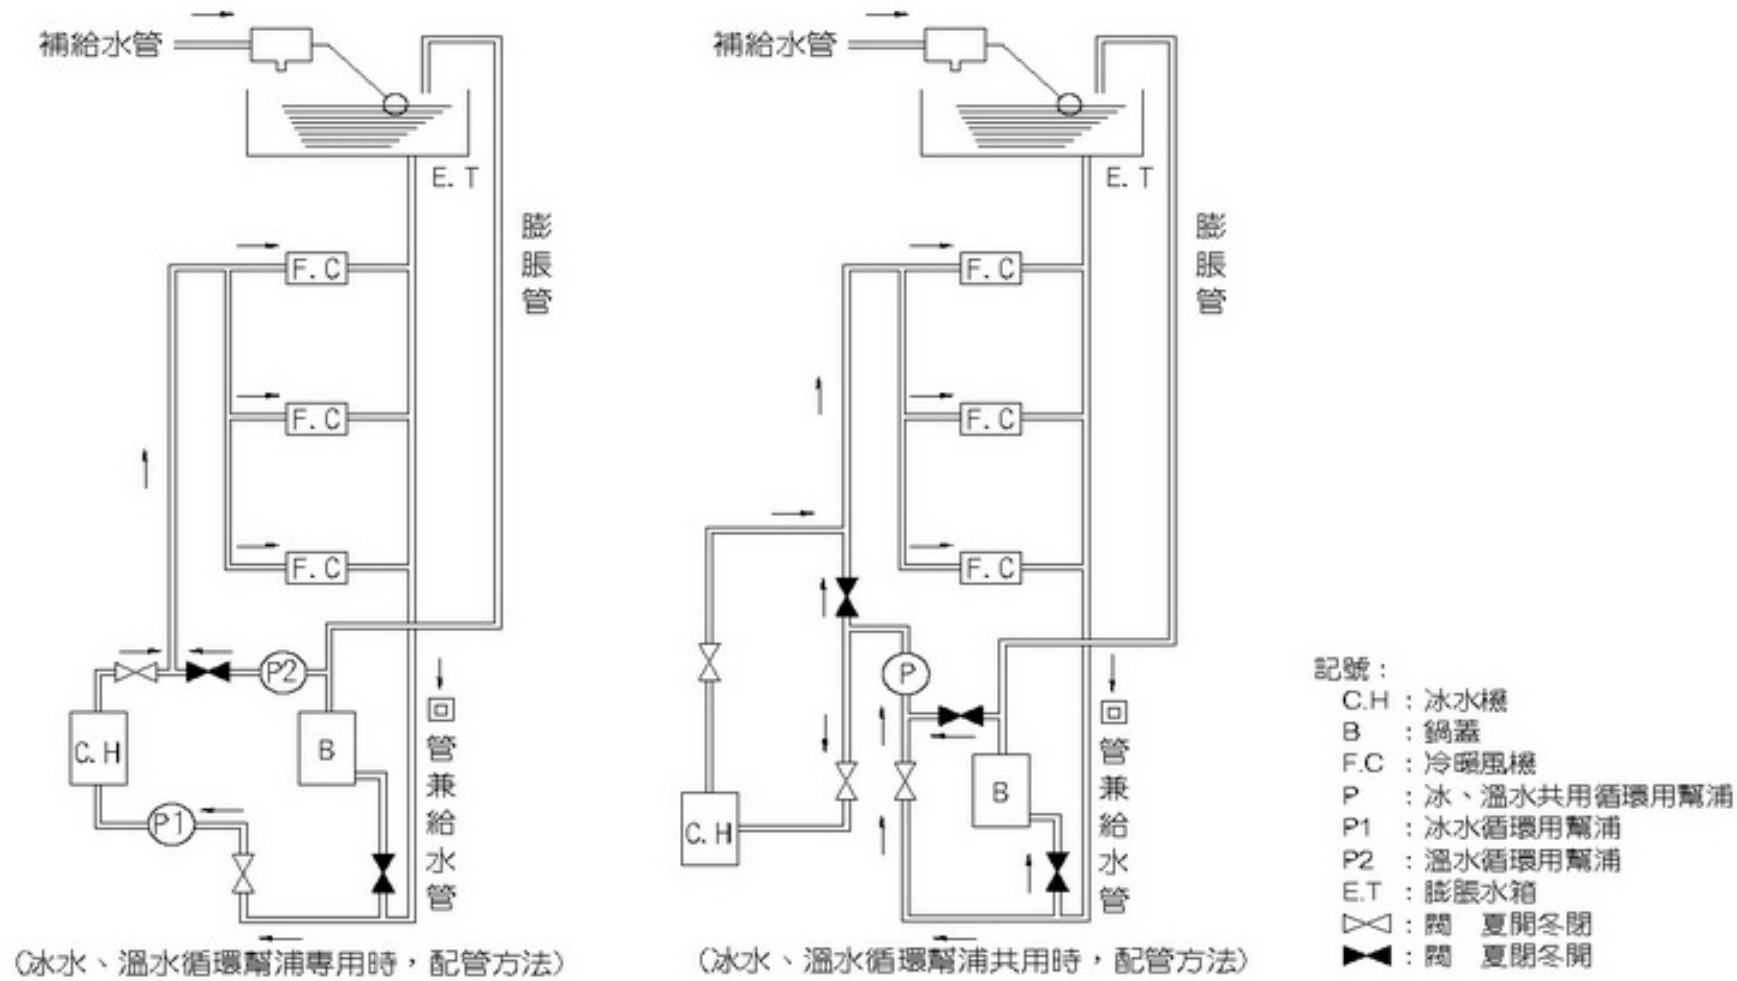 補給水管
E.T
膨脹管
F.C
F.C
F.C
P2
C.H
B
P1
回管兼給水管
(冰水、溫水循環幫浦專用時，配管方法)
補給水管
E.T
膨脹管
F.C
F.C
F.C
P
B
C.H
回管兼給水管
(冰水、溫水循環幫浦共用時，配管方法)
記號：
C.H：冰水機
B：鍋蓋
F.C：冷暖風機
P：冰、溫水共用循環用幫浦
P1：冰水循環用幫浦
P2：溫水循環用幫浦
E.T：膨脹水箱
：閥 夏開冬閉
：閥 夏閉冬開